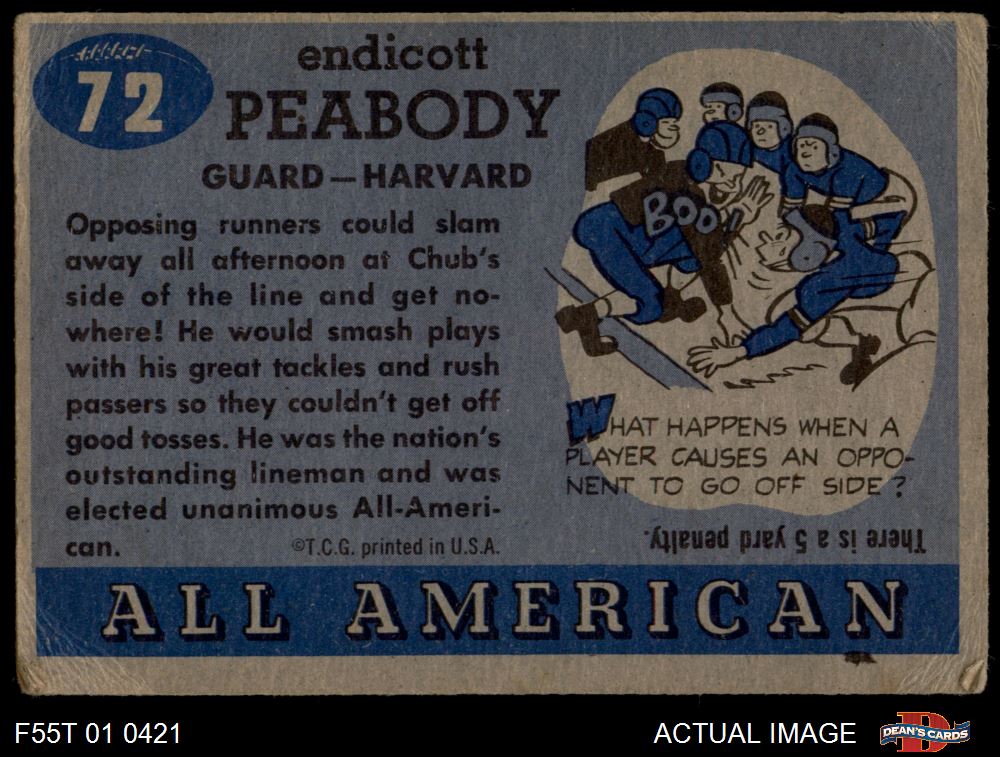 72
endicott
PEABODY
GUARD—HARVARD
Opposing runners could slam
away all afternoon at Chub's
side of the line and get no-
where! He would smash plays
with his great tackles and rush
passers so they couldn't get off
good tosses. He was the nation's
outstanding lineman and was
elected unanimous All-Ameri-
can.
©T.C.G. printed in U.S.A.
BOO
WHAT HAPPENS WHEN A
PLAYER CAUSES AN OPPO-
NENT TO GO OFF SIDE?
There is a 5 yard penalty.
ALL AMERICAN
F55T 01 0421
ACTUAL IMAGE
DEAN'S CARDS